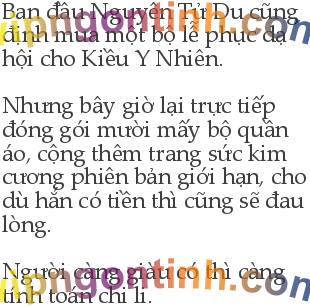 Ban đầu Nguyên Tư Du cũng
định mua một bộ lễ phục dạ
hội cho Kiều Y Nhiên.
Nhưng bây giờ lại trực tiếp
đóng gói mười mấy bộ quần
áo, cộng thêm trang sức kim
cương phiên bản giới hạn, cho
dù hắn có tiền thì cũng sẽ đau
lòng.
Người càng giàu có thì càng
tính toán chi li.